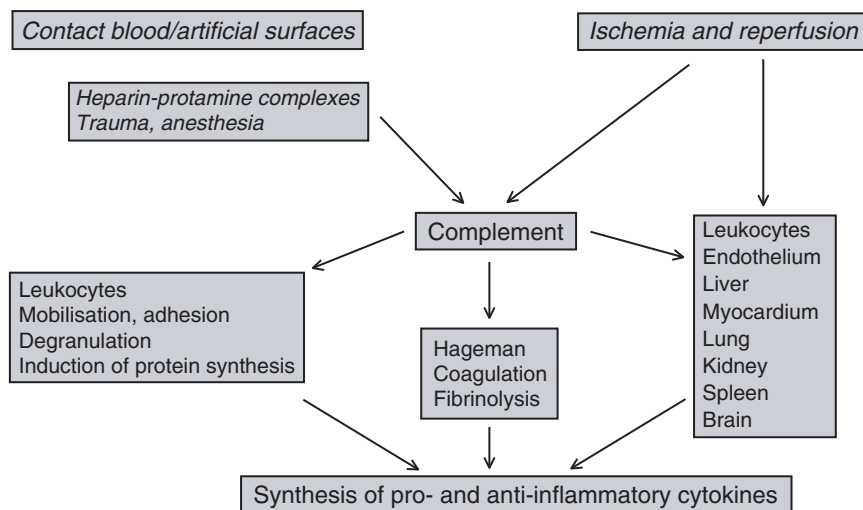 Contact blood/artificial surfaces
Ischemia and reperfusion
Heparin-protamine complexes
Trauma, anesthesia
Complement
Leukocytes
Mobilisation, adhesion
Degranulation
Induction of protein synthesis
Hageman
Coagulation
Fibrinolysis
Leukocytes
Endothelium
Liver
Myocardium
Lung
Kidney
Spleen
Brain
Synthesis of pro- and anti-inflammatory cytokines